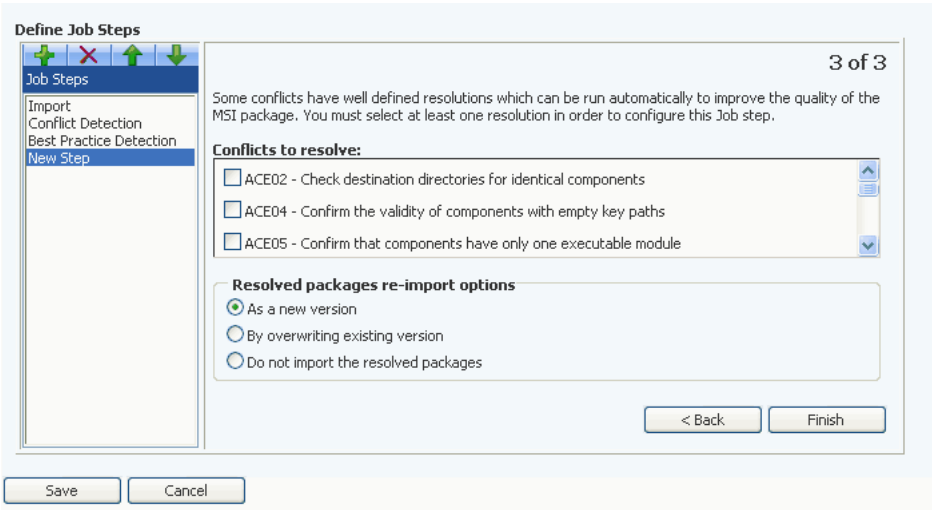 Define Job Steps
Job Steps
Import
Conflict Detection
Best Practice Detection
New Step
3 of 3
Some conflicts have well defined resolutions which can be run automatically to improve the quality of the
MSI package. You must select at least one resolution in order to configure this Job step.
Conflicts to resolve:
ACE02 - Check destination directories for identical components
ACE04 - Confirm the validity of components with empty key paths
ACE05 - Confirm that components have only one executable module
Resolved packages re-import options
As a new version
By overwriting existing version
Do not import the resolved packages
< Back
Finish
Save
Cancel